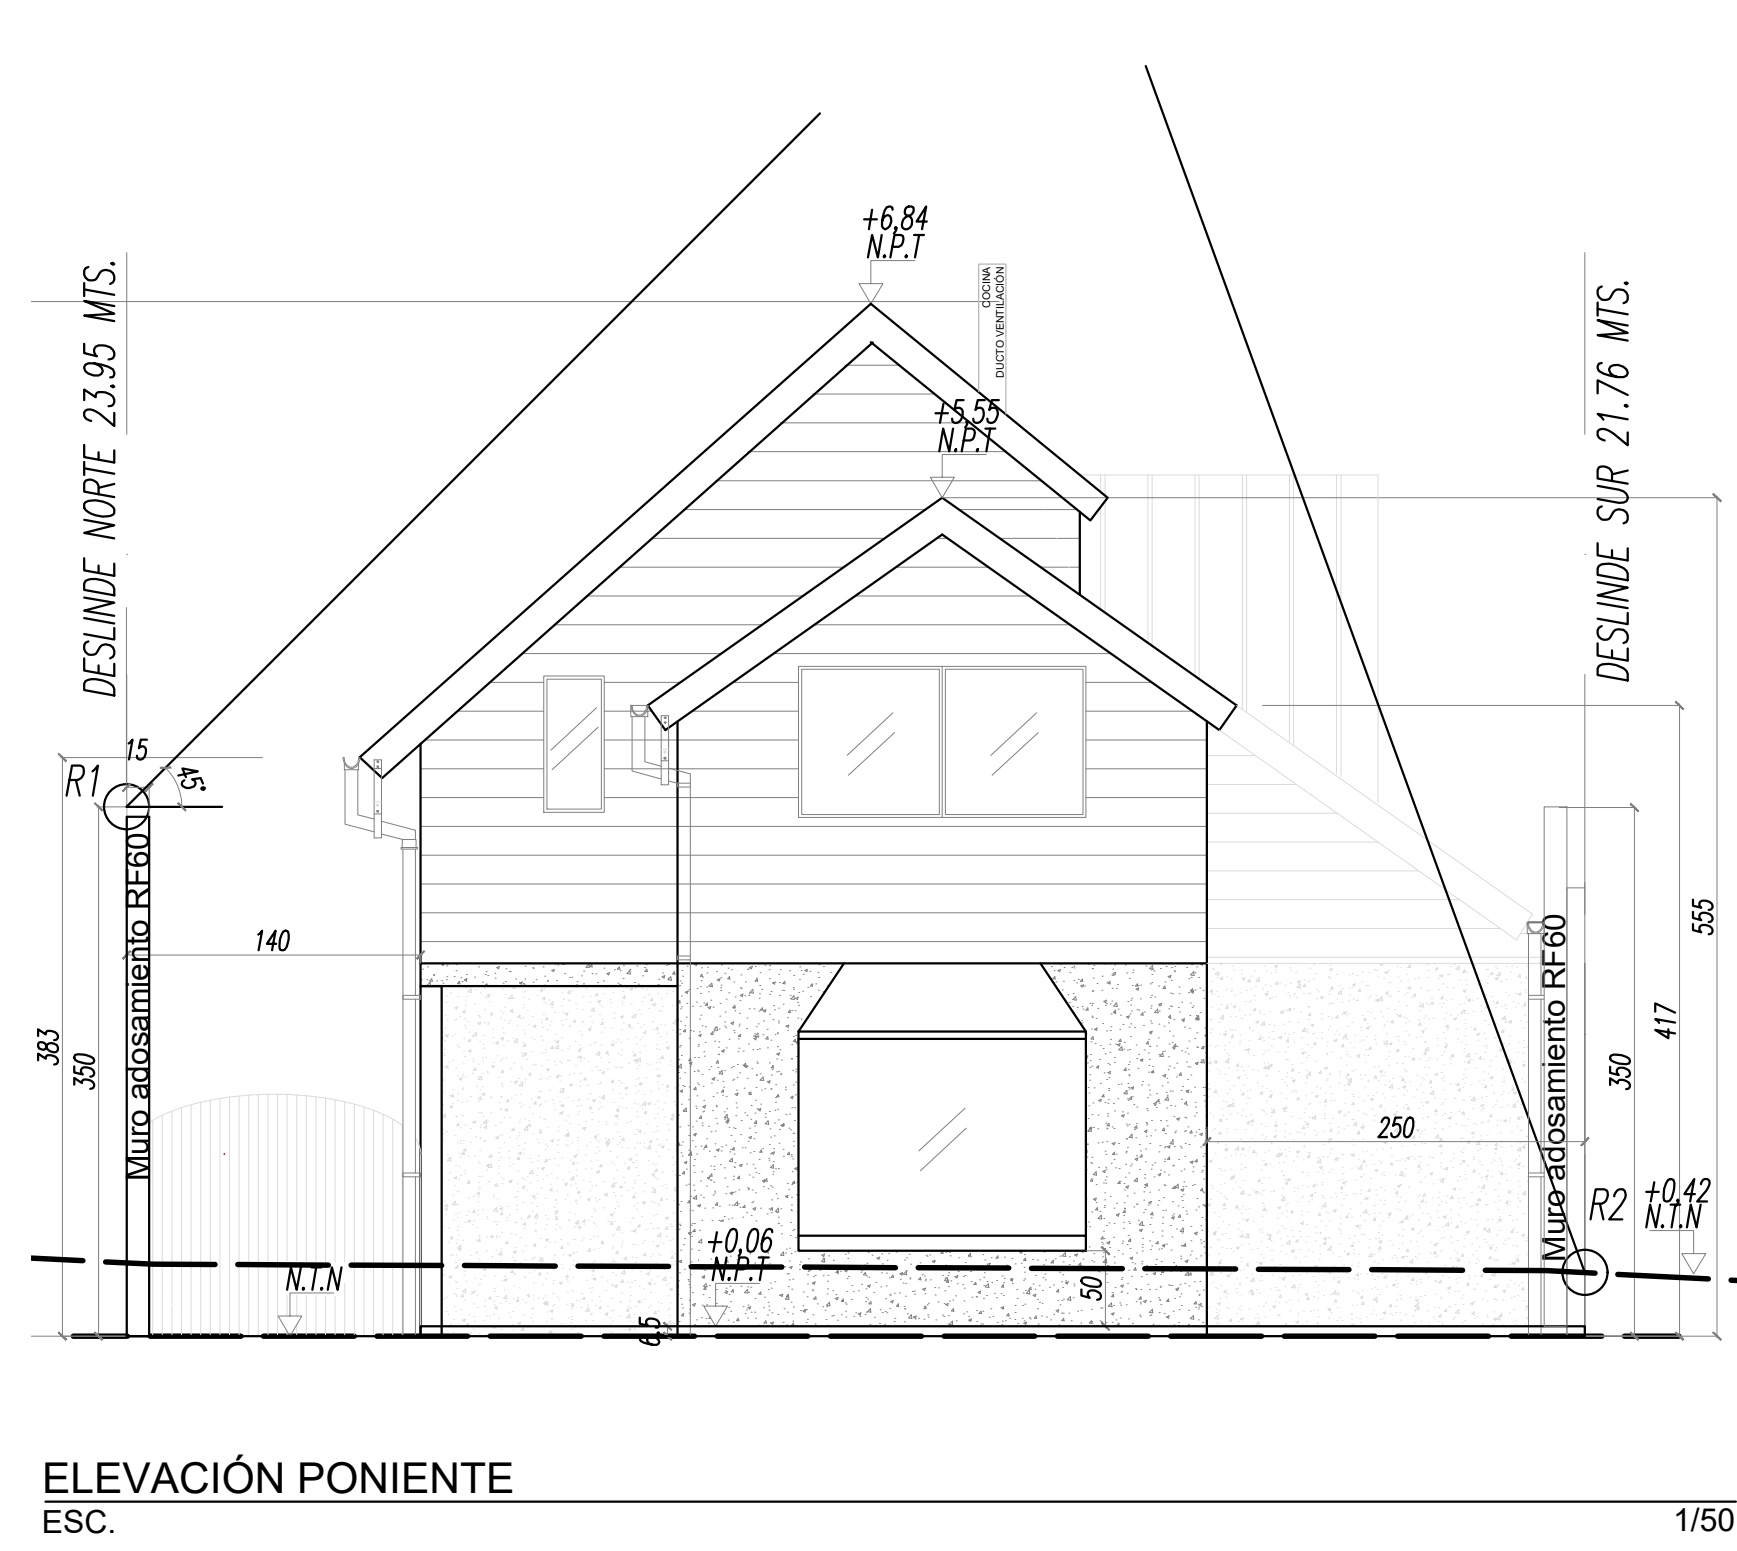 +6,84
N.P.T
COCINA
DUCTO VENTILACIÓN
DESLINDE NORTE 23.95 MTS.
DESLINDE SUR 21.76 MTS.
+5,55
N.P.T
15
R1
45°
Muro adosamiento RF60
140
383
350
555
417
350
Muro adosamiento RF60
250
R2
+0,42
N.T.N
+0,06
N.P.T
N.T.N
50
6.5
ELEVACIÓN PONIENTE
ESC.
1/50